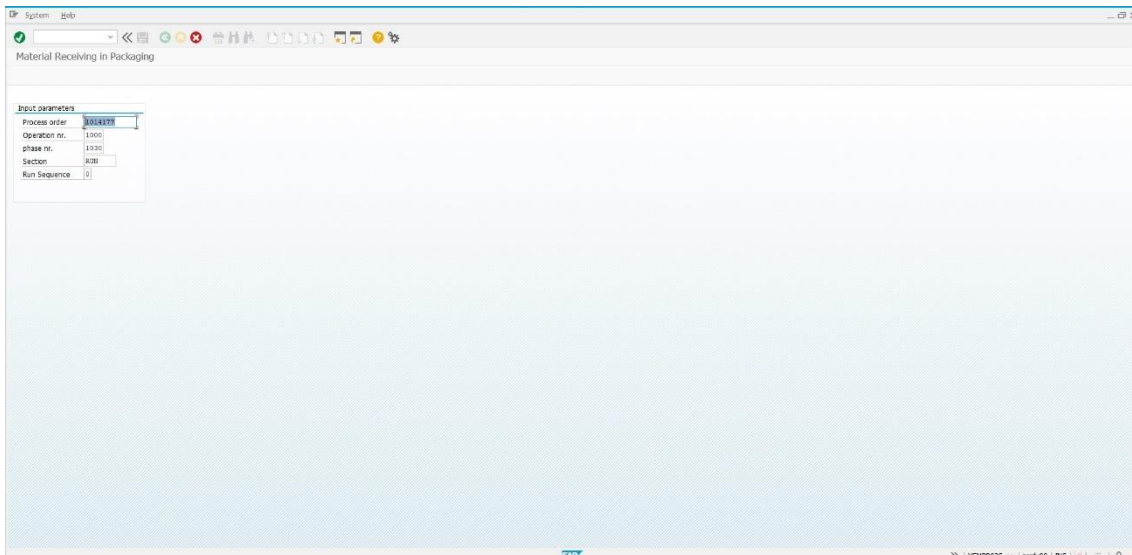 System Help
Material Receiving in Packaging
Input parameters
Process order 1014177
Operation nr. 1000
phase nr. 1030
Section RUN
Run Sequence 0
SAP